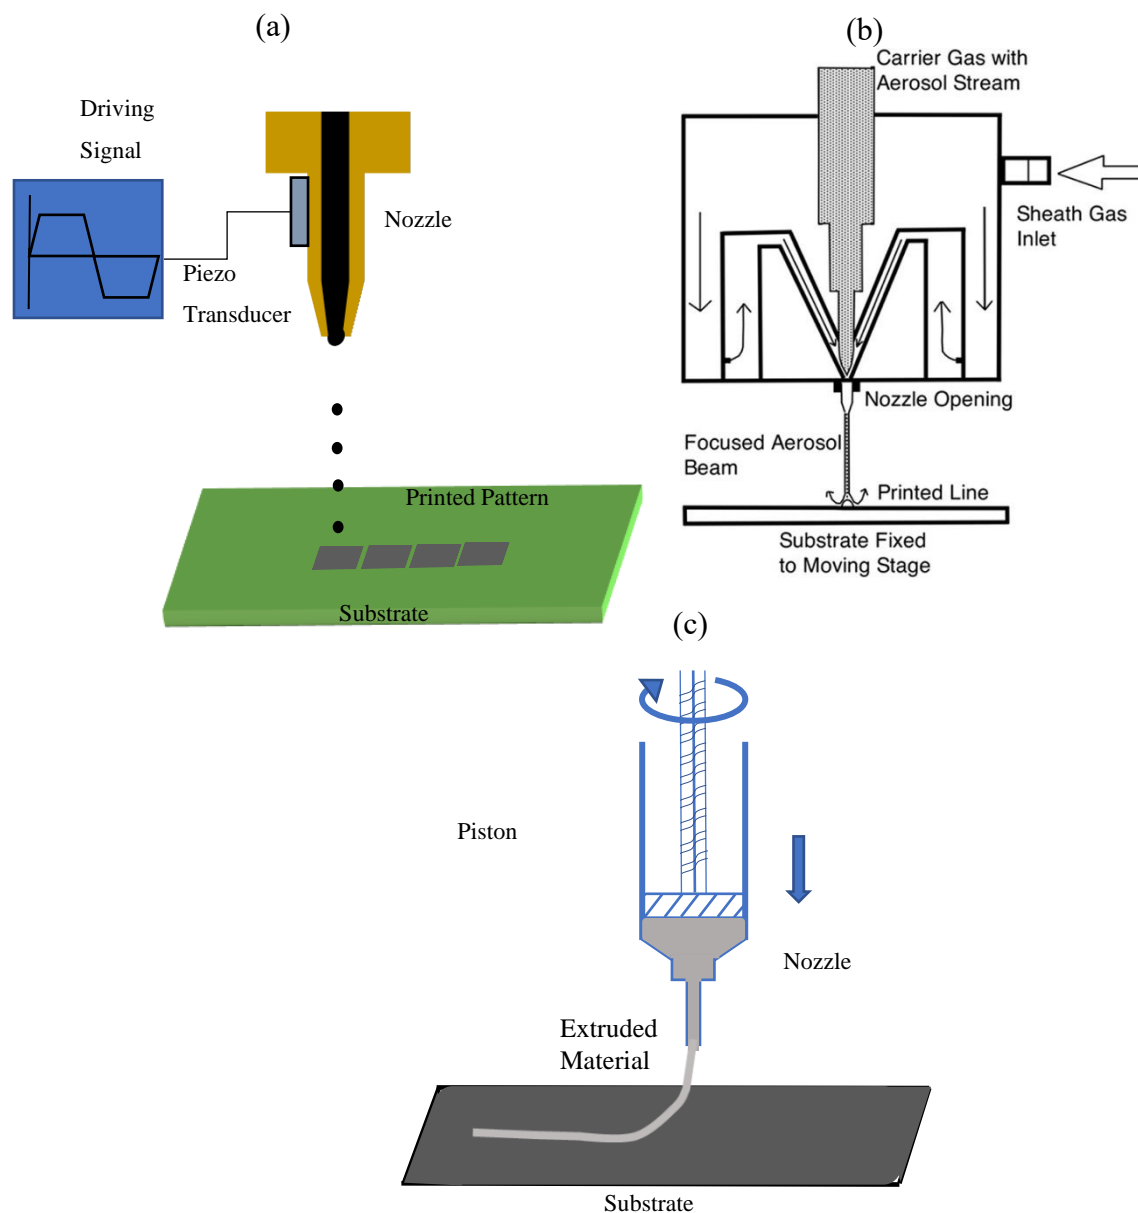 (a)
Driving
Signal
Nozzle
Piezo
Transducer
Printed Pattern
Substrate
(b)
Carrier Gas with
Aerosol Stream
Sheath Gas
Inlet
Nozzle Opening
Focused Aerosol
Beam
Printed Line
Substrate Fixed
to Moving Stage
(c)
Piston
Nozzle
Extruded
Material
Substrate